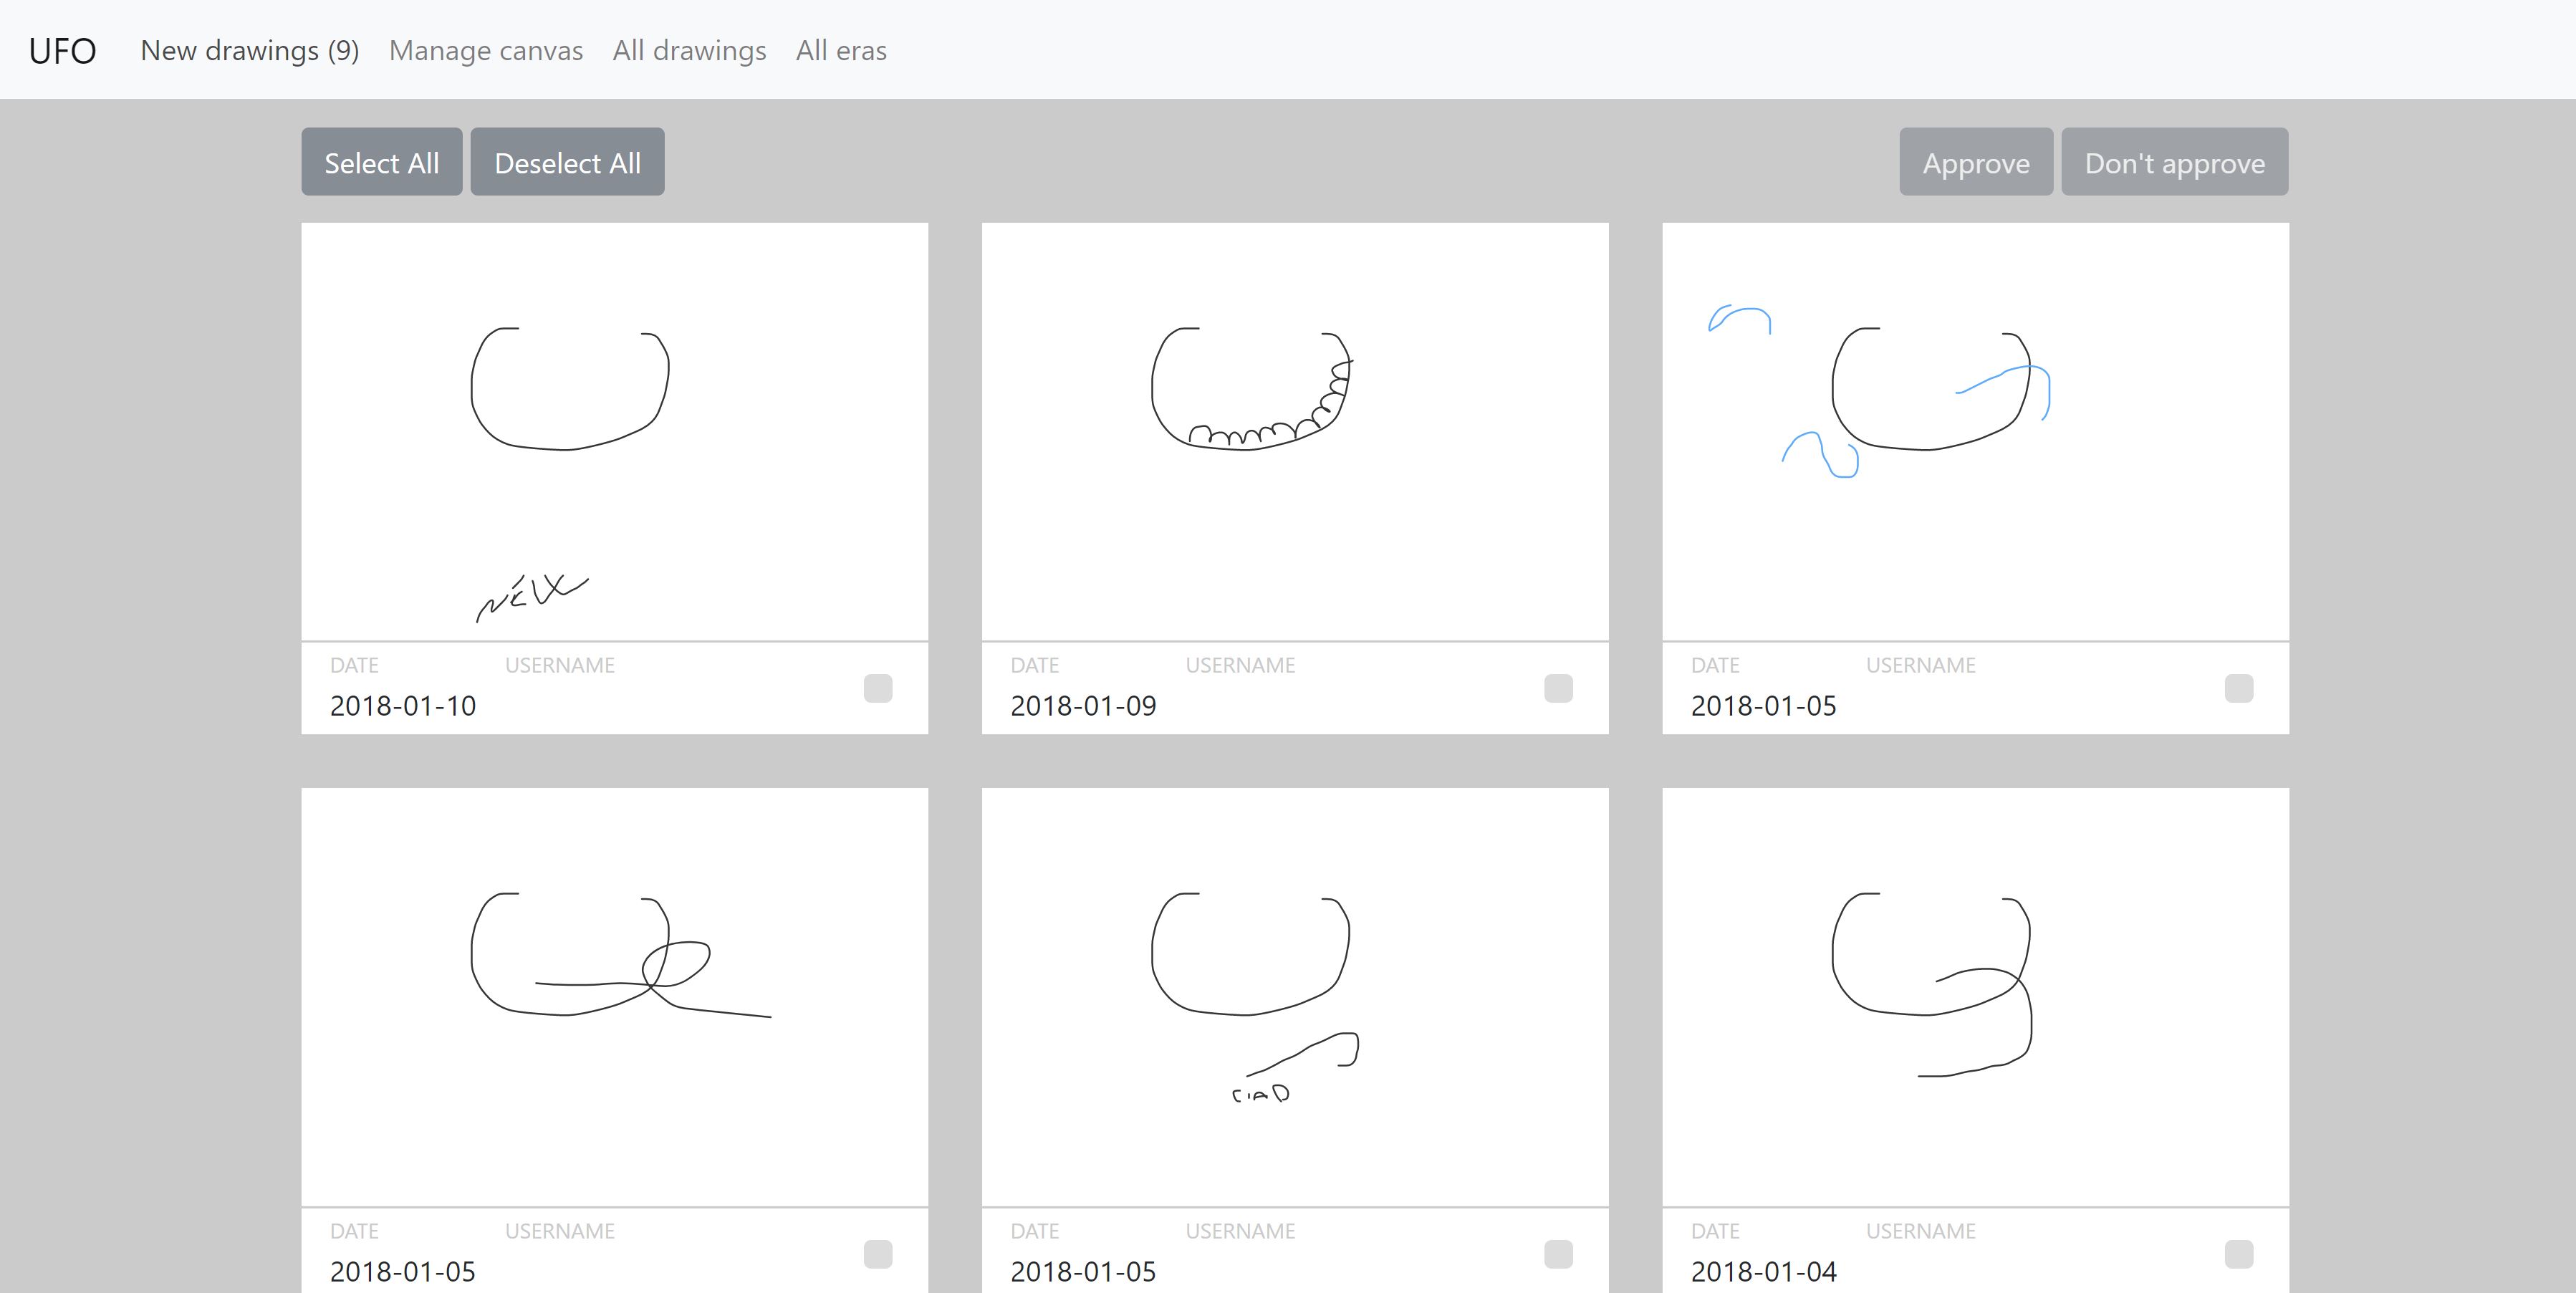 UFO New drawings (9) Manage canvas All drawings All eras
Select All Deselect All Approve Don't approve
NEW
DATE USERNAME DATE USERNAME DATE USERNAME
2018-01-10 2018-01-09 2018-01-05
CIAO
DATE USERNAME DATE USERNAME DATE USERNAME
2018-01-05 2018-01-05 2018-01-04